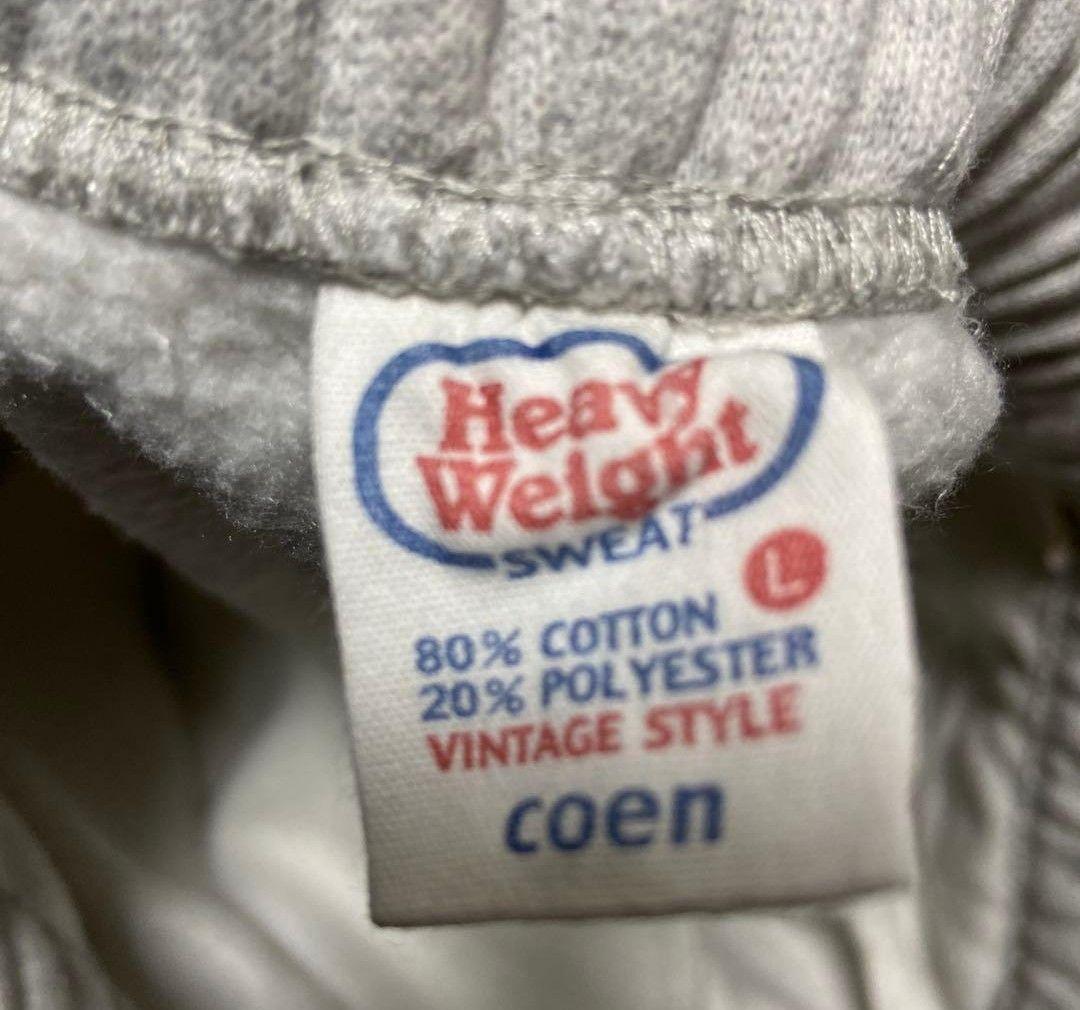 Heavy
Weight
SWEAT
L
80% COTTON
20% POLYESTER
VINTAGE STYLE
coen